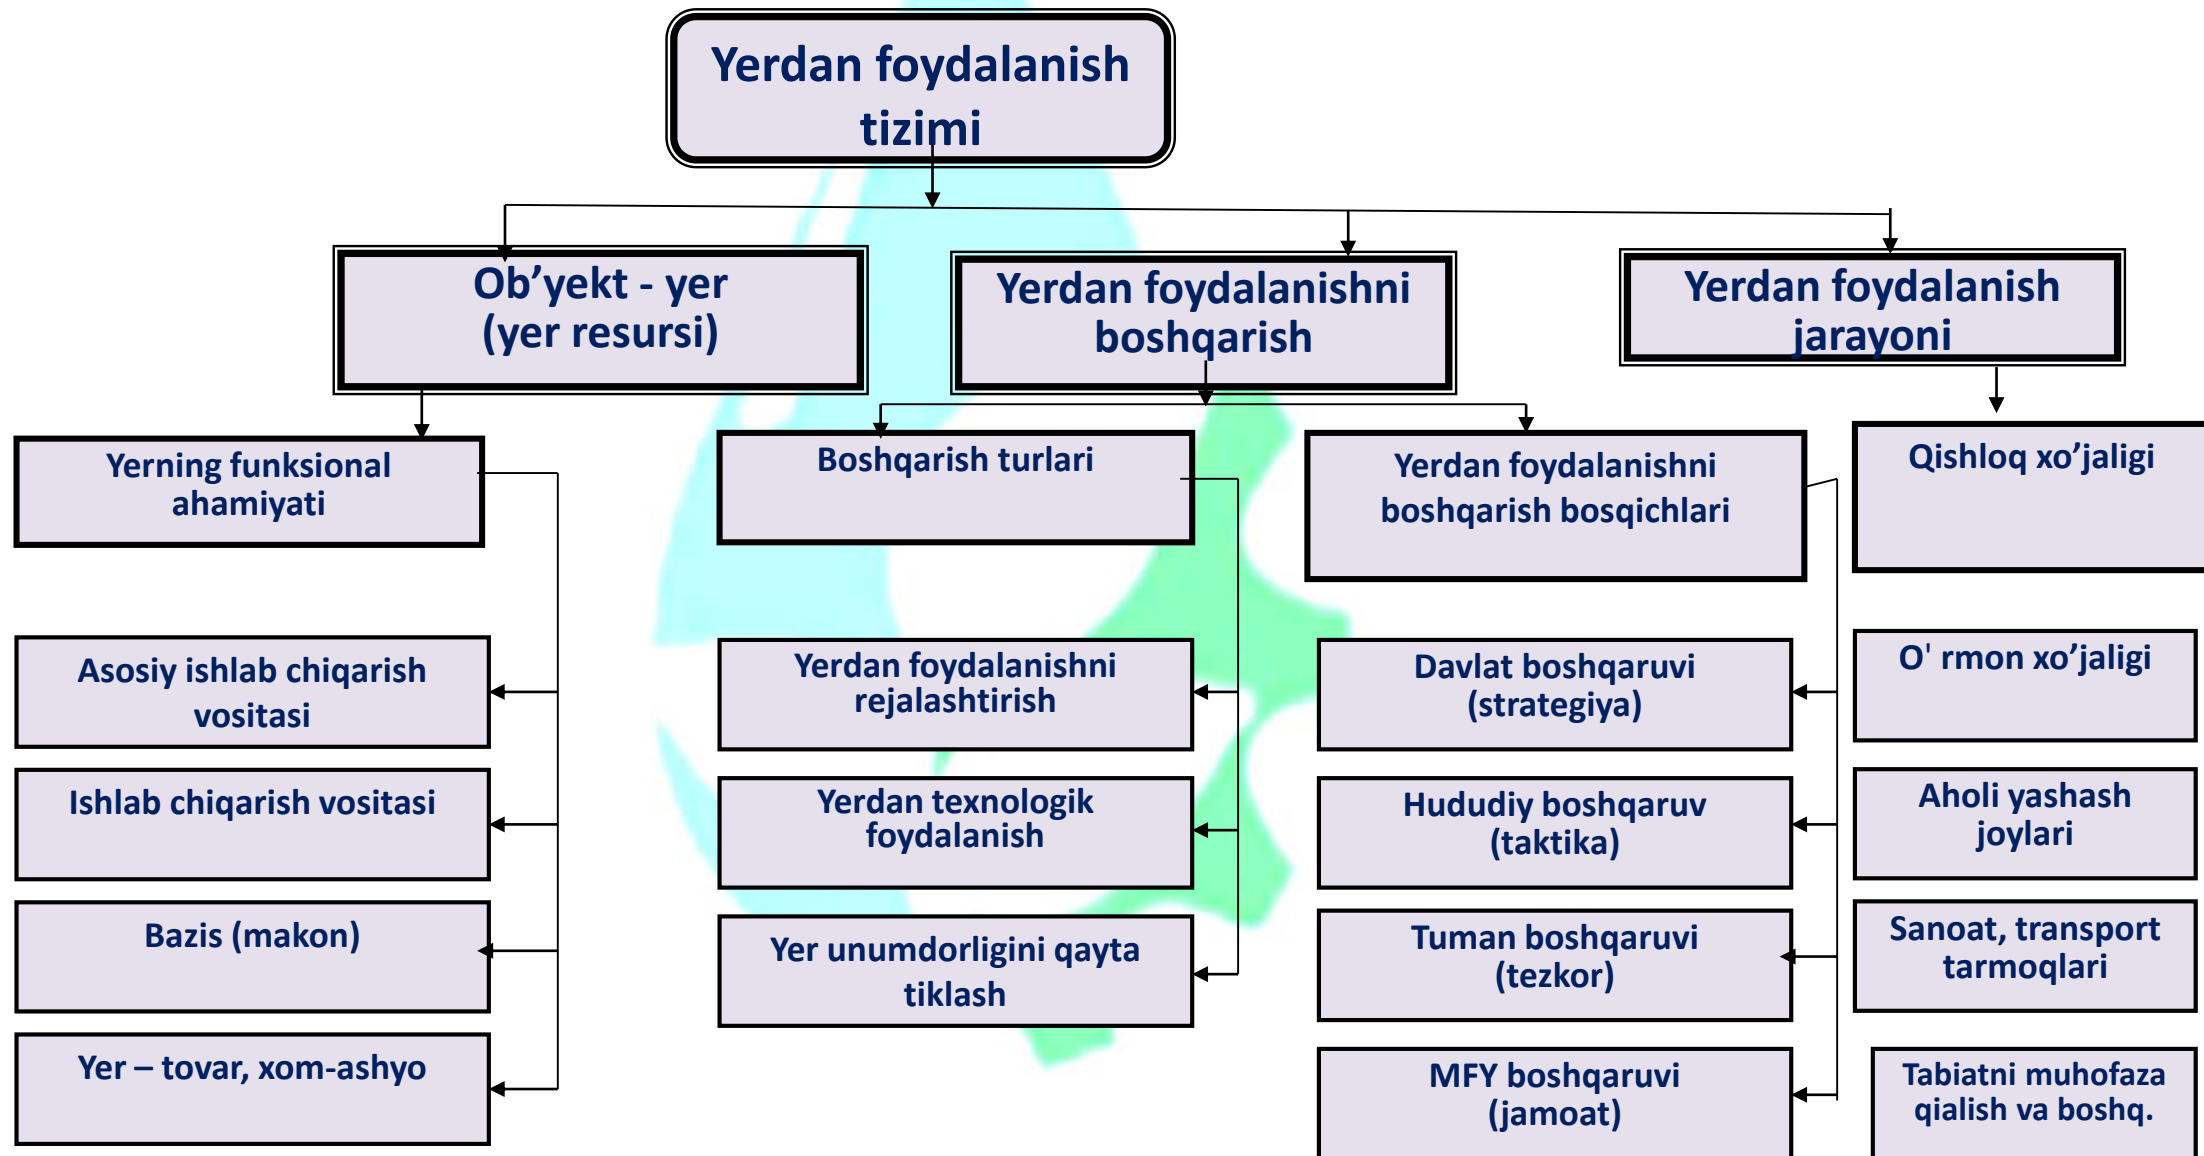 Yerdan foydalanish
tizimi
Ob’yekt - yer
(yer resursi)
Yerdan foydalanishni
boshqarish
Yerdan foydalanish
jarayoni
Yerning funksional
ahamiyati
Boshqarish turlari
Yerdan foydalanishni
boshqarish bosqichlari
Qishloq xo’jaligi
Asosiy ishlab chiqarish
vositasi
Yerdan foydalanishni
rejalashtirish
Davlat boshqaruvi
(strategiya)
O' rmon xo’jaligi
Ishlab chiqarish vositasi
Yerdan texnologik
foydalanish
Hududiy boshqaruv
(taktika)
Aholi yashash
joylari
Bazis (makon)
Yer unumdorligini qayta
tiklash
Tuman boshqaruvi
(tezkor)
Sanoat, transport
tarmoqlari
Yer – tovar, xom-ashyo
MFY boshqaruvi
(jamoat)
Tabiatni muhofaza
qialish va boshq.